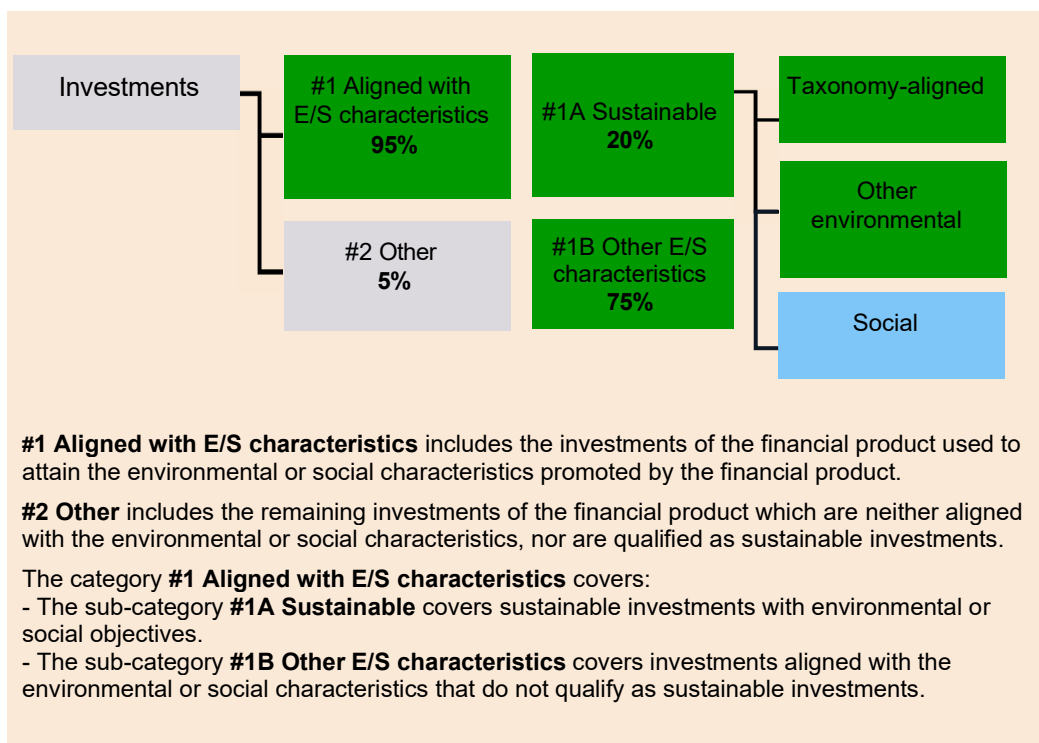 Investments
#1 Aligned with
E/S characteristics
95%
#2 Other
5%
#1A Sustainable
20%
#1B Other E/S
characteristics
75%
Taxonomy-aligned
Other
environmental
Social
#1 Aligned with E/S characteristics includes the investments of the financial product used to
attain the environmental or social characteristics promoted by the financial product.
#2 Other includes the remaining investments of the financial product which are neither aligned
with the environmental or social characteristics, nor are qualified as sustainable investments.
The category #1 Aligned with E/S characteristics covers:
- The sub-category #1A Sustainable covers sustainable investments with environmental or
social objectives.
- The sub-category #1B Other E/S characteristics covers investments aligned with the
environmental or social characteristics that do not qualify as sustainable investments.